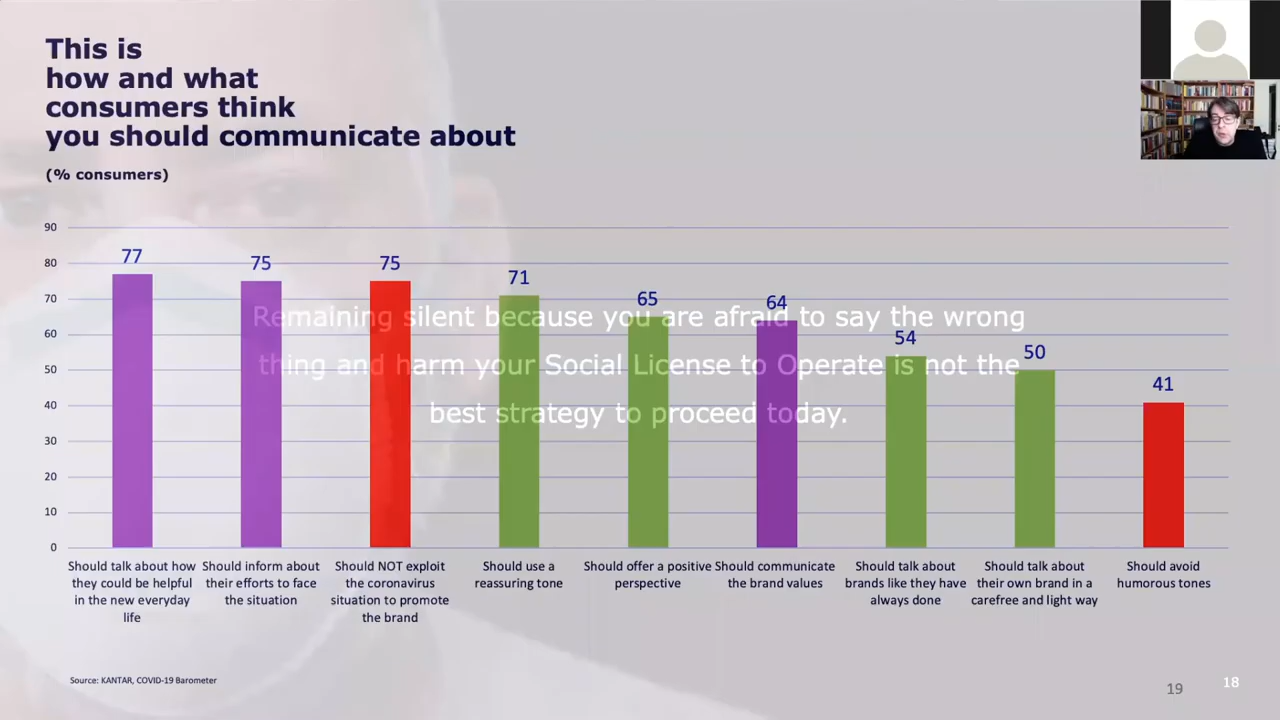 This is
how and what
consumers think
you should communicate about
(% consumers)
90
80
70
60
50
40
30
20
10
0
77
75
75
71
65
64
54
50
41
Remaining silent because you are afraid to say the wrong
thing and harm your Social License to Operate is not the
best strategy to proceed today.
Should talk about how
they could be helpful
in the new everyday
life
Should inform about
their efforts to face
the situation
Should NOT exploit
the coronavirus
situation to promote
the brand
Should use a
reassuring tone
Should offer a positive
perspective
Should communicate
the brand values
Should talk about
brands like they have
always done
Should talk about
their own brand in a
carefree and light way
Should avoid
humorous tones
Source: KANTAR, COVID-19 Barometer
19
18